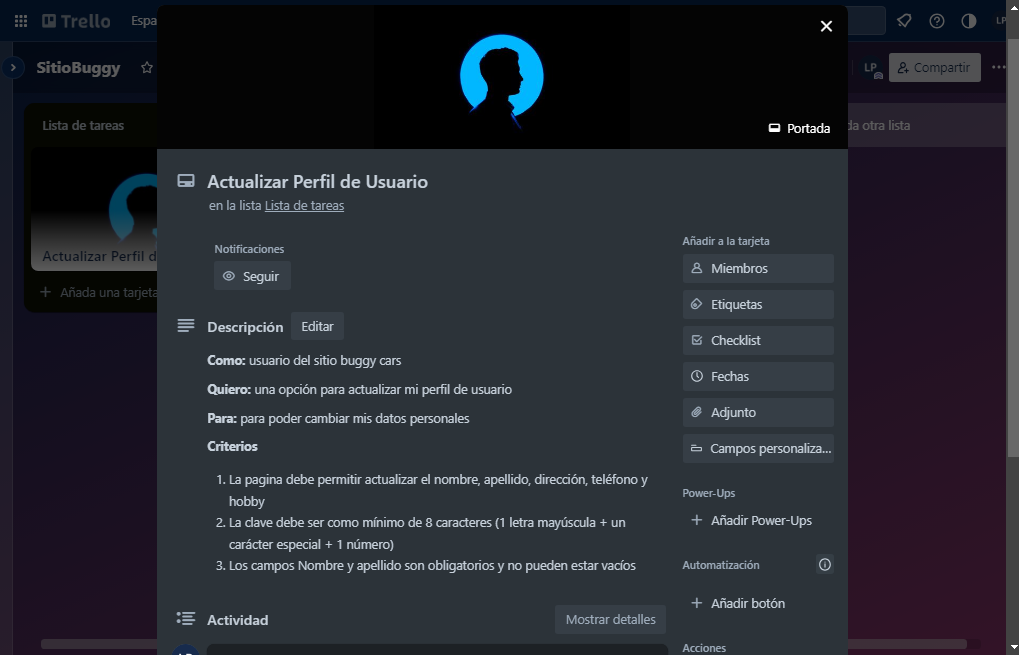 Trello
Espa
LP
SitioBuggy
LP
Compartir
Lista de tareas
da otra lista
Portada
Actualizar Perfil d
Añada una tarjeta
Actualizar Perfil de Usuario
en la lista Lista de tareas
Notificaciones
Seguir
Descripción
Editar
Como: usuario del sitio buggy cars
Quiero: una opción para actualizar mi perfil de usuario
Para: para poder cambiar mis datos personales
Criterios
1. La pagina debe permitir actualizar el nombre, apellido, dirección, teléfono y
hobby
2. La clave debe ser como mínimo de 8 caracteres (1 letra mayúscula + un
carácter especial + 1 número)
3. Los campos Nombre y apellido son obligatorios y no pueden estar vacíos
Actividad
Mostrar detalles
Añadir a la tarjeta
Miembros
Etiquetas
Checklist
Fechas
Adjunto
Campos personaliza...
Power-Ups
Añadir Power-Ups
Automatización
Añadir botón
Acciones